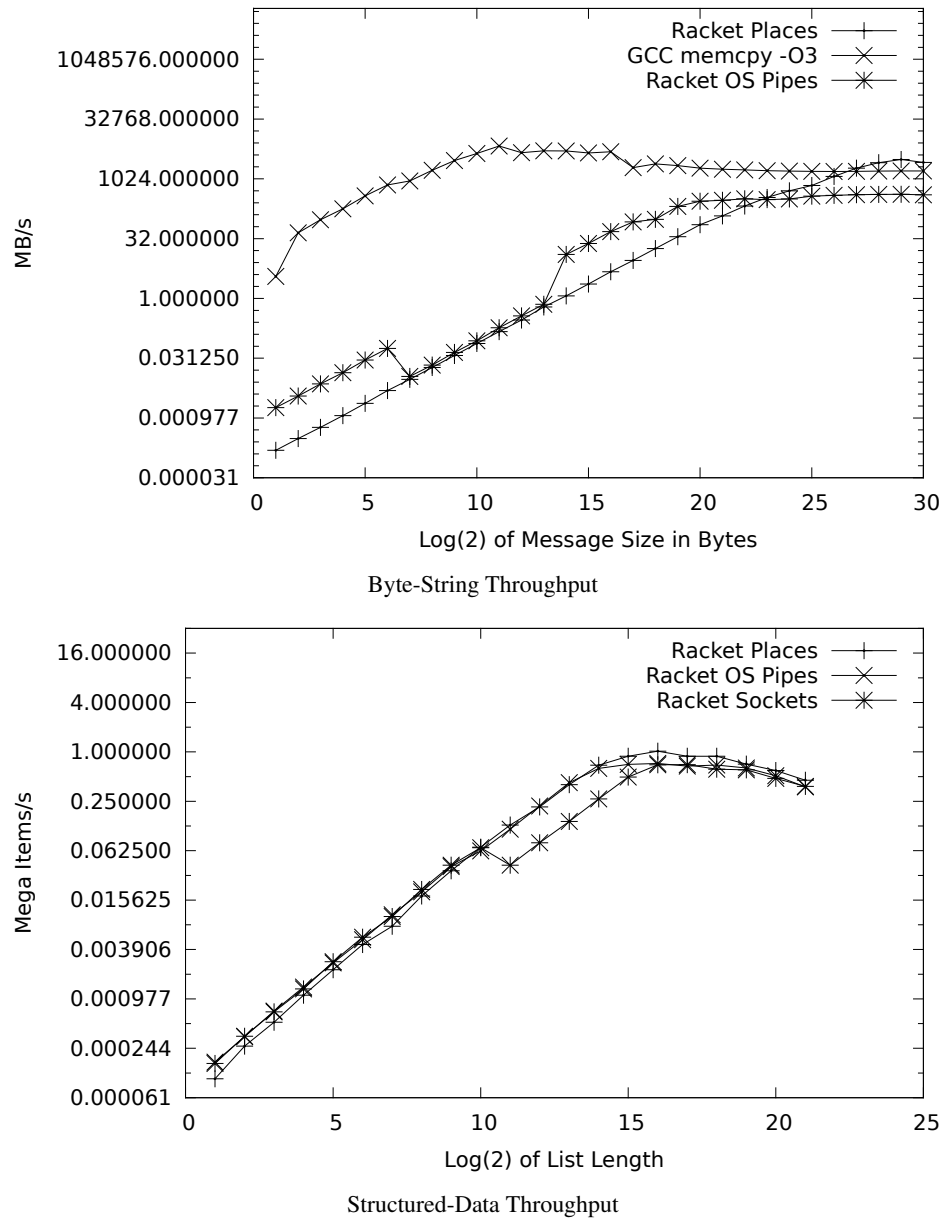 Racket Places
GCC memcpy -O3
Racket OS Pipes
1048576.000000
32768.000000
1024.000000
32.000000
1.000000
0.031250
0.000977
0.000031
MB/s
0 5 10 15 20 25 30
Log(2) of Message Size in Bytes
Byte-String Throughput
Racket Places
Racket OS Pipes
Racket Sockets
16.000000
4.000000
1.000000
0.250000
0.062500
0.015625
0.003906
0.000977
0.000244
0.000061
Mega Items/s
0 5 10 15 20 25
Log(2) of List Length
Structured-Data Throughput